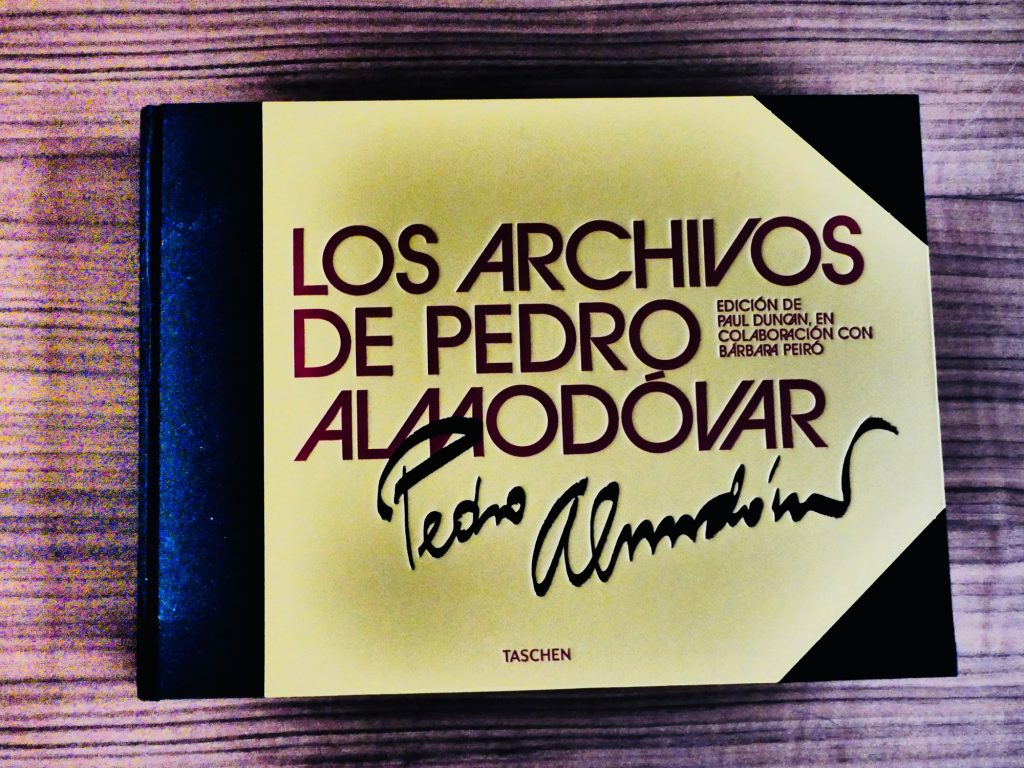 LOS ARCHIVOS
DE PEDRO
ALMODÓVAR
EDICIÓN DE
PAUL DUNCAN, EN
COLABORACIÓN CON
BÁRBARA PEIRÓ
Pedro Almodóvar
TASCHEN